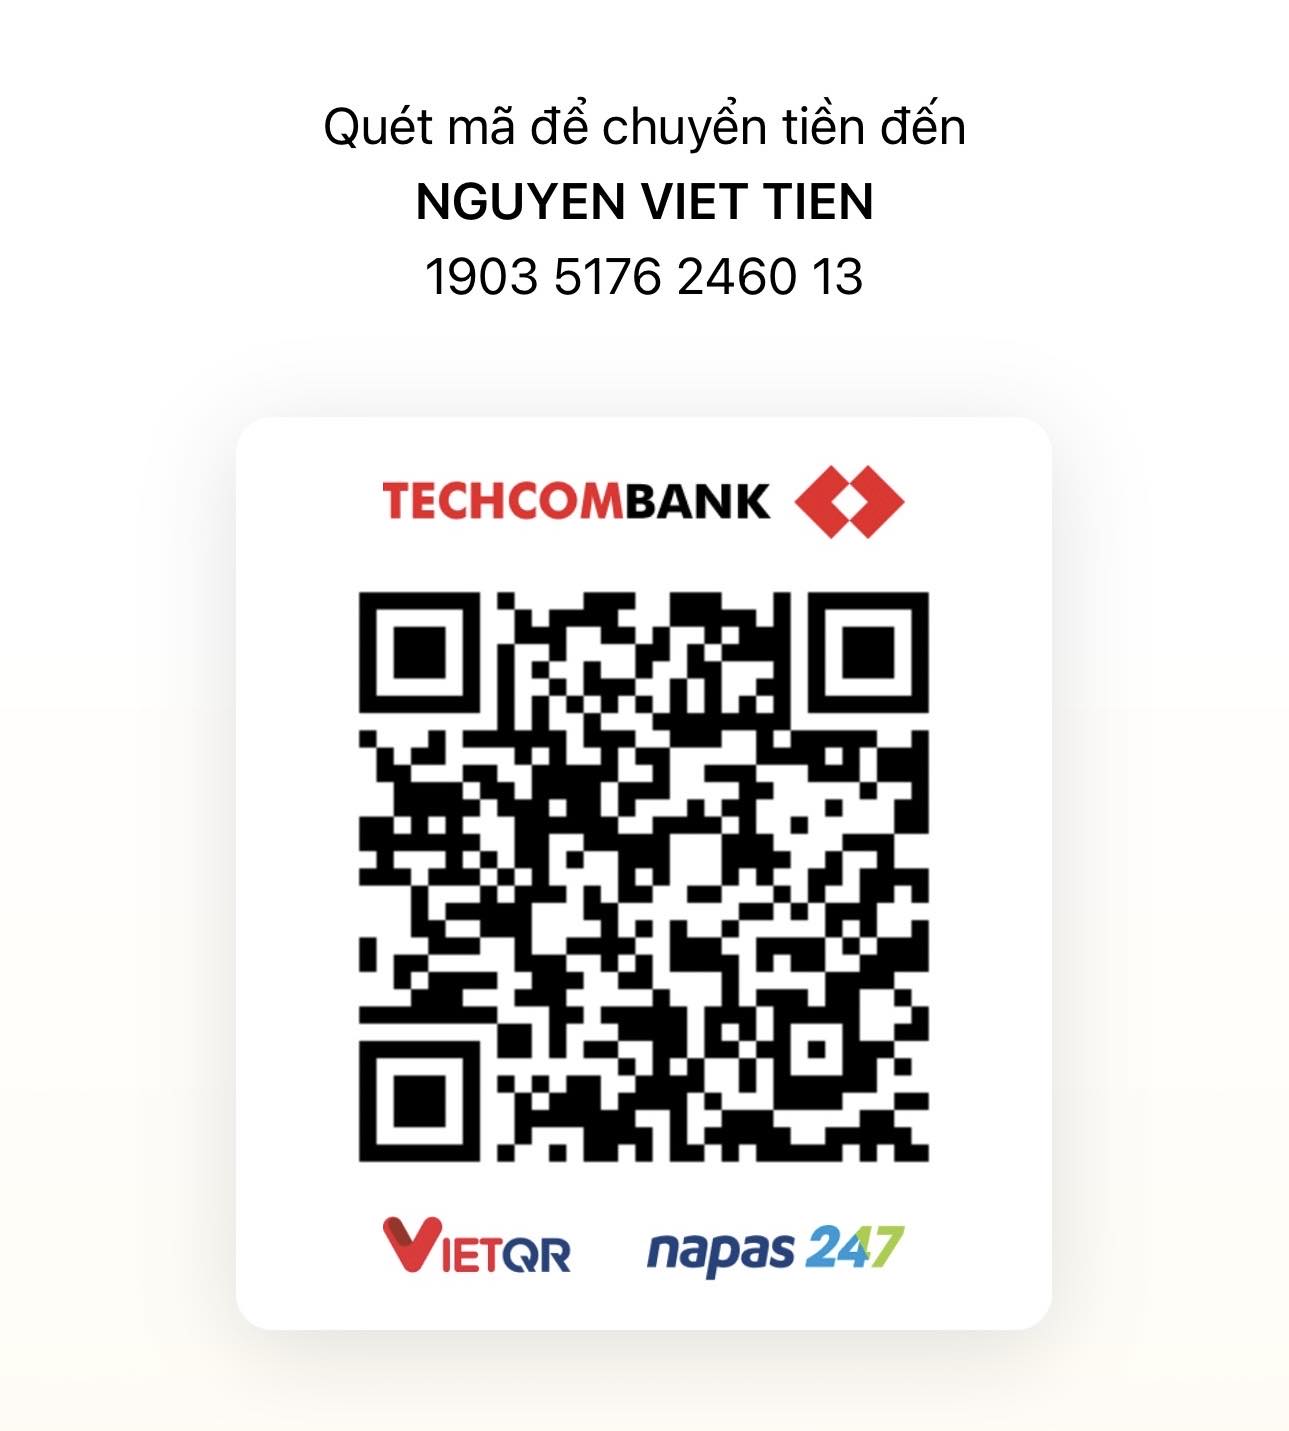 Quét mã để chuyển tiền đến
NGUYEN VIET TIEN
1903 5176 2460 13
TECHCOMBANK
VIETQR
napas 247